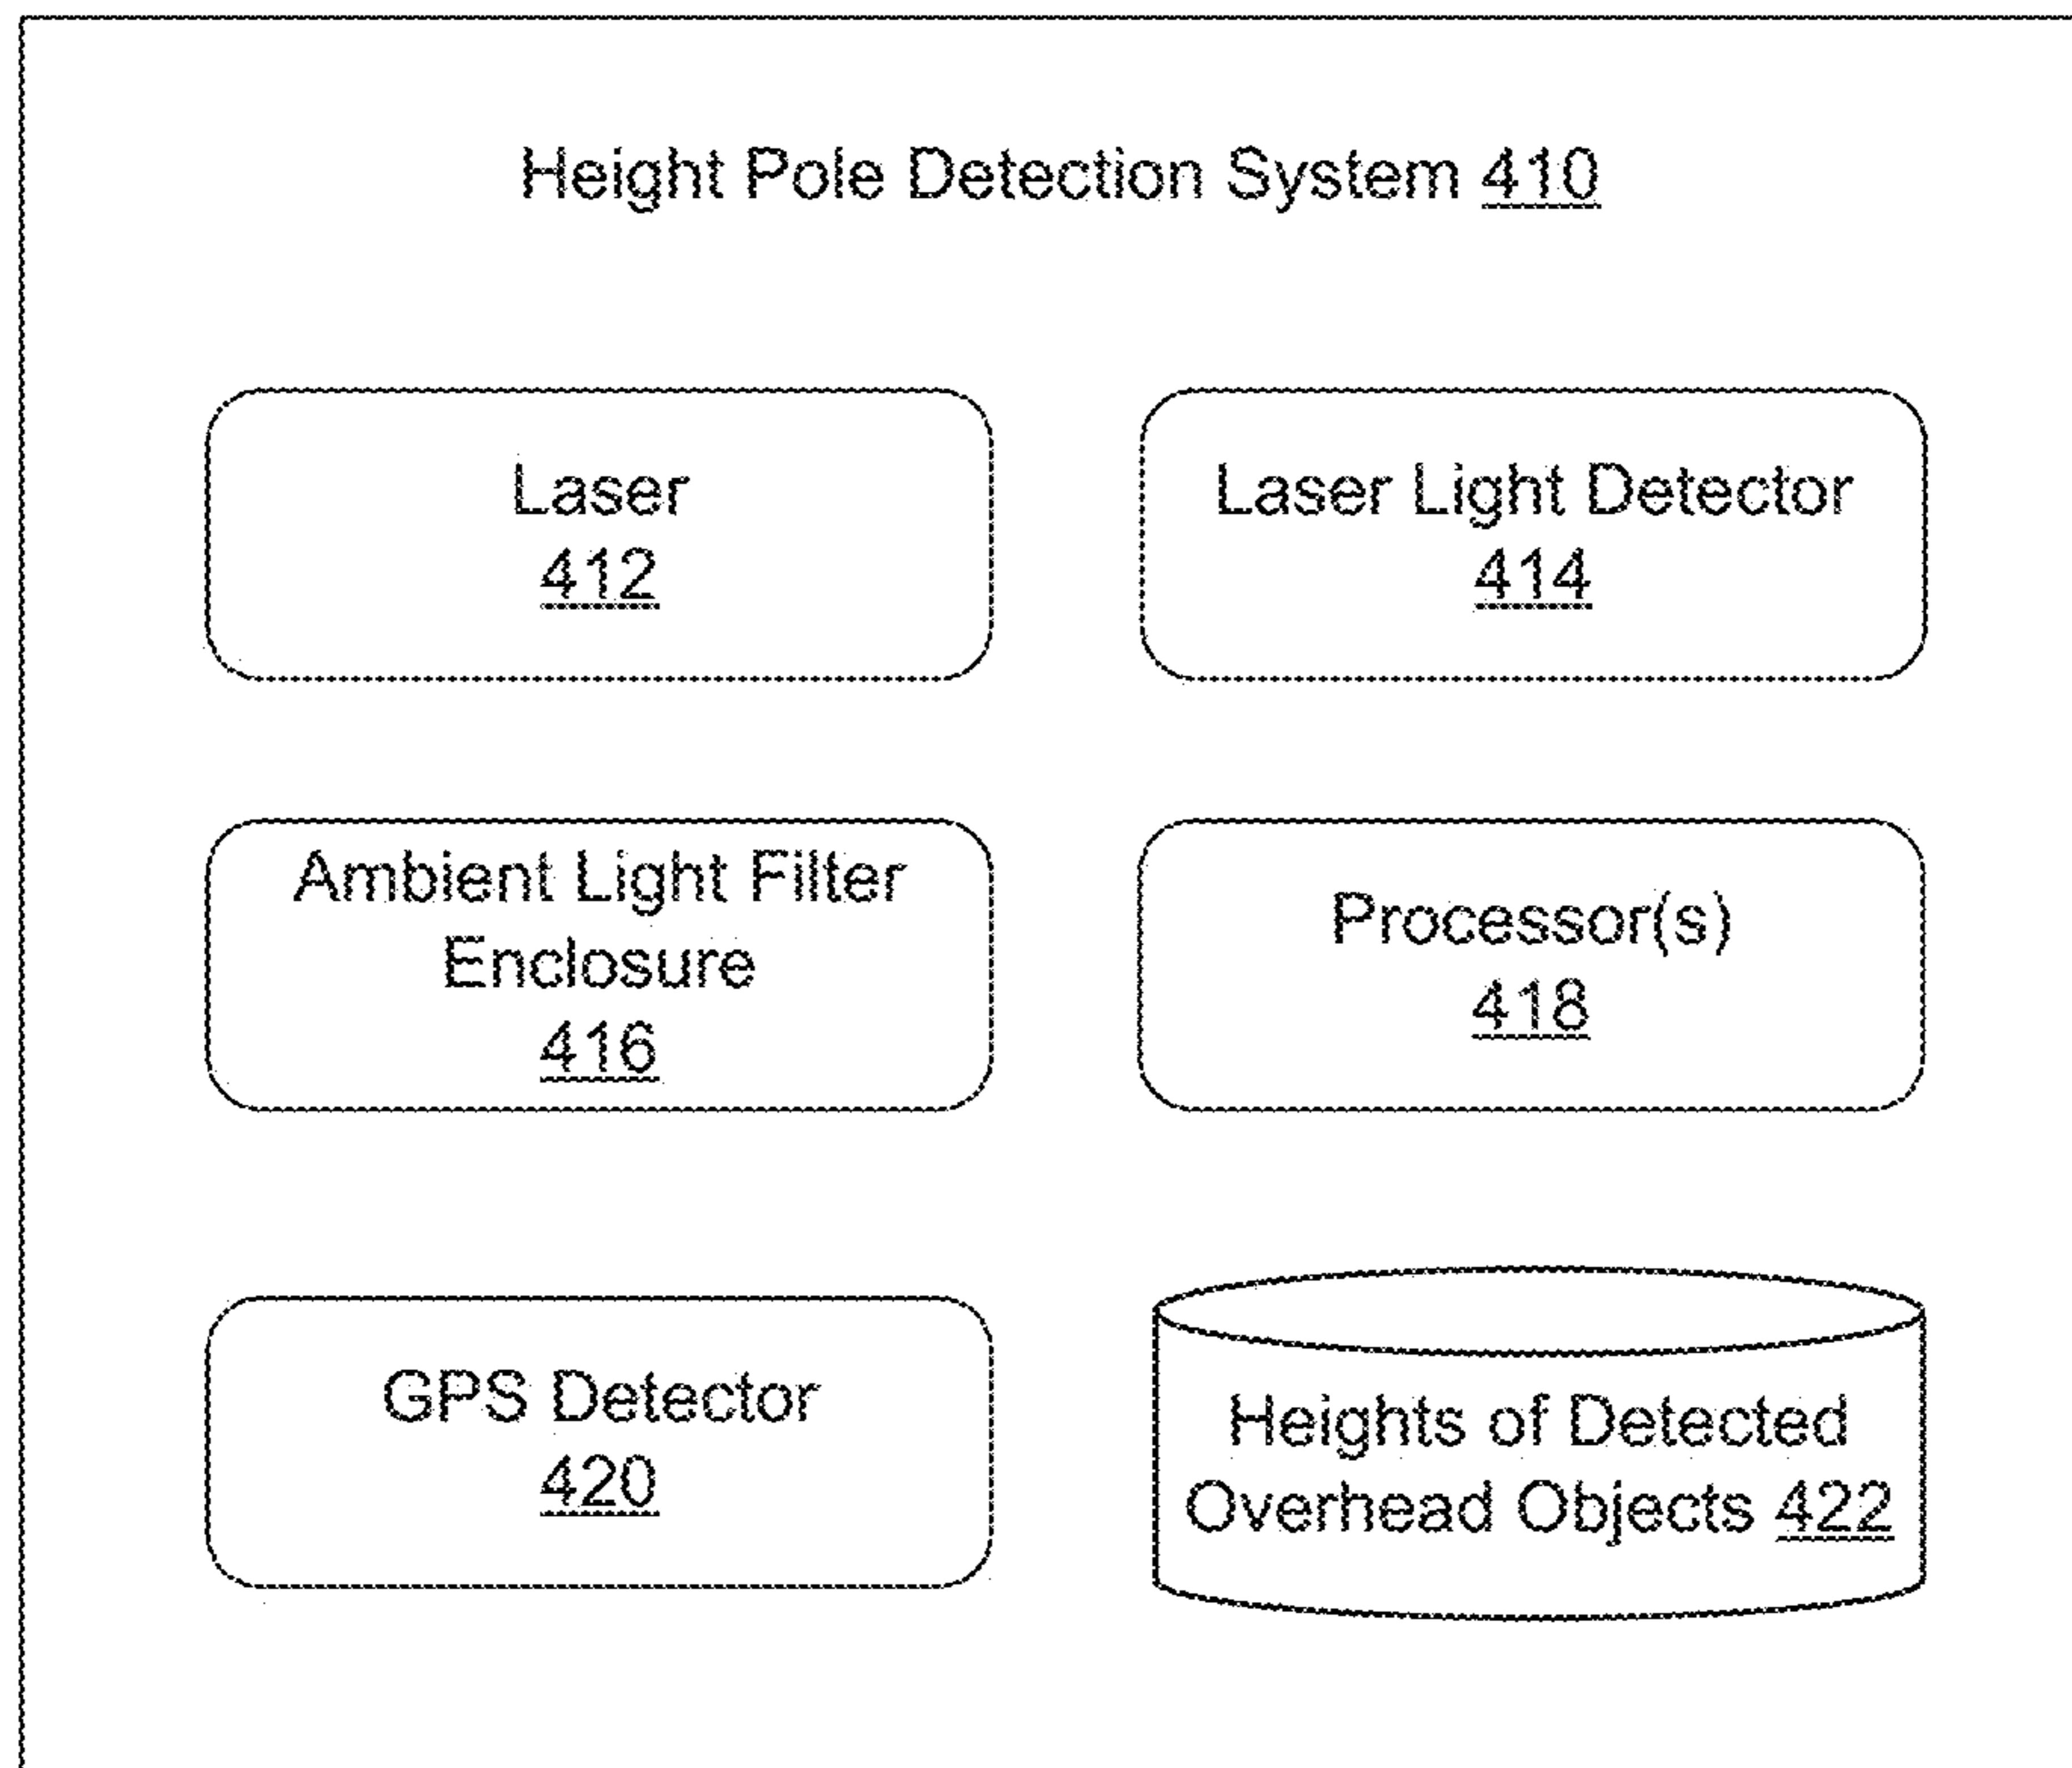 Height Pole Detection System 410
Laser
412
Laser Light Detector
414
Ambient Light Filter
Enclosure
416
Processor(s)
418
GPS Detector
420
Heights of Detected
Overhead Objects 422